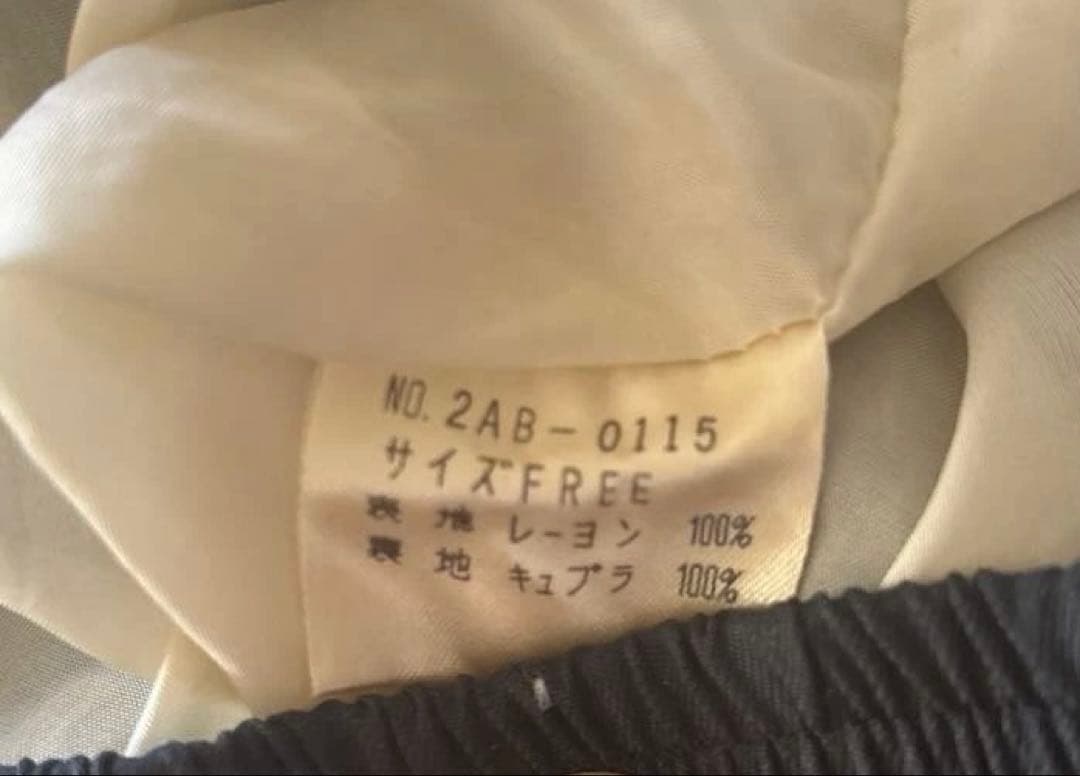 NO. 2AB-0115
サイズFREE
表地 レーヨン 100%
裏地 キュプラ 100%